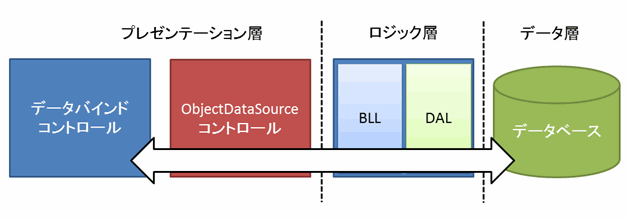 プレゼンテーション層
ロジック層
データ層
データバインド
コントロール
ObjectDataSource
コントロール
BLL
DAL
データベース